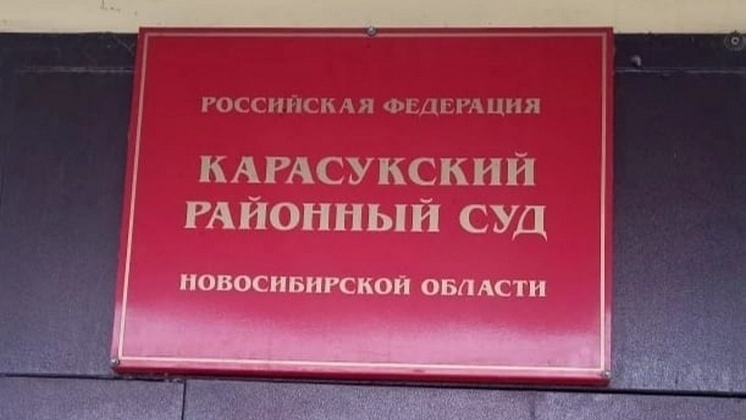 РОССИЙСКАЯ ФЕДЕРАЦИЯ
КАРАСУКСКИЙ
РАЙОННЫЙ СУД
НОВОСИБИРСКОЙ ОБЛАСТИ